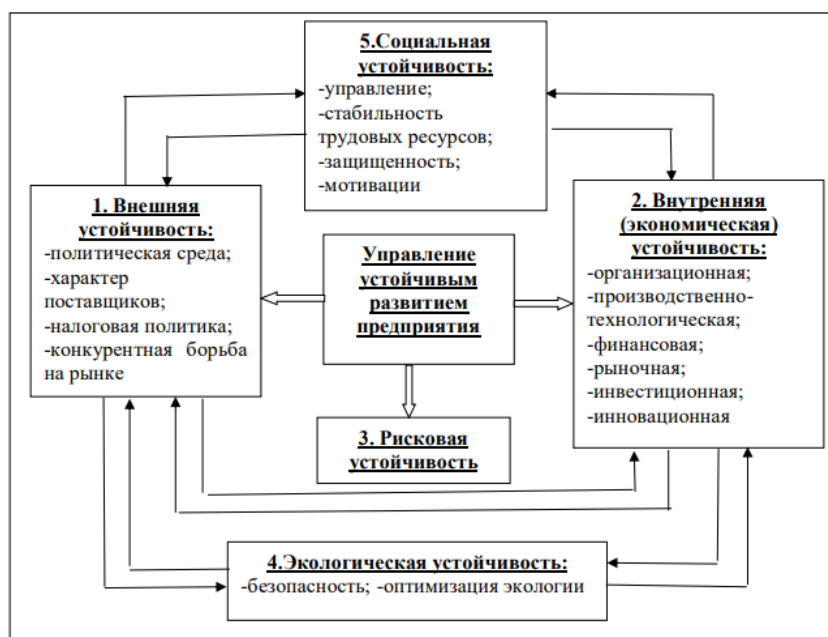 5.Социальная
устойчивость:
-управление;
-стабильность
трудовых ресурсов;
-защищенность;
-мотивации
1. Внешняя
устойчивость:
-политическая среда;
-характер
поставщиков;
-налоговая политика;
-конкурентная борьба
на рынке
Управление
устойчивым
развитием
предприятия
2. Внутренняя
(экономическая)
устойчивость:
-организационная;
-производственно-
технологическая;
-финансовая;
-рыночная;
-инвестиционная;
-инновационная
3. Рисковая
устойчивость
4.Экологическая устойчивость:
-безопасность; -оптимизация экологии